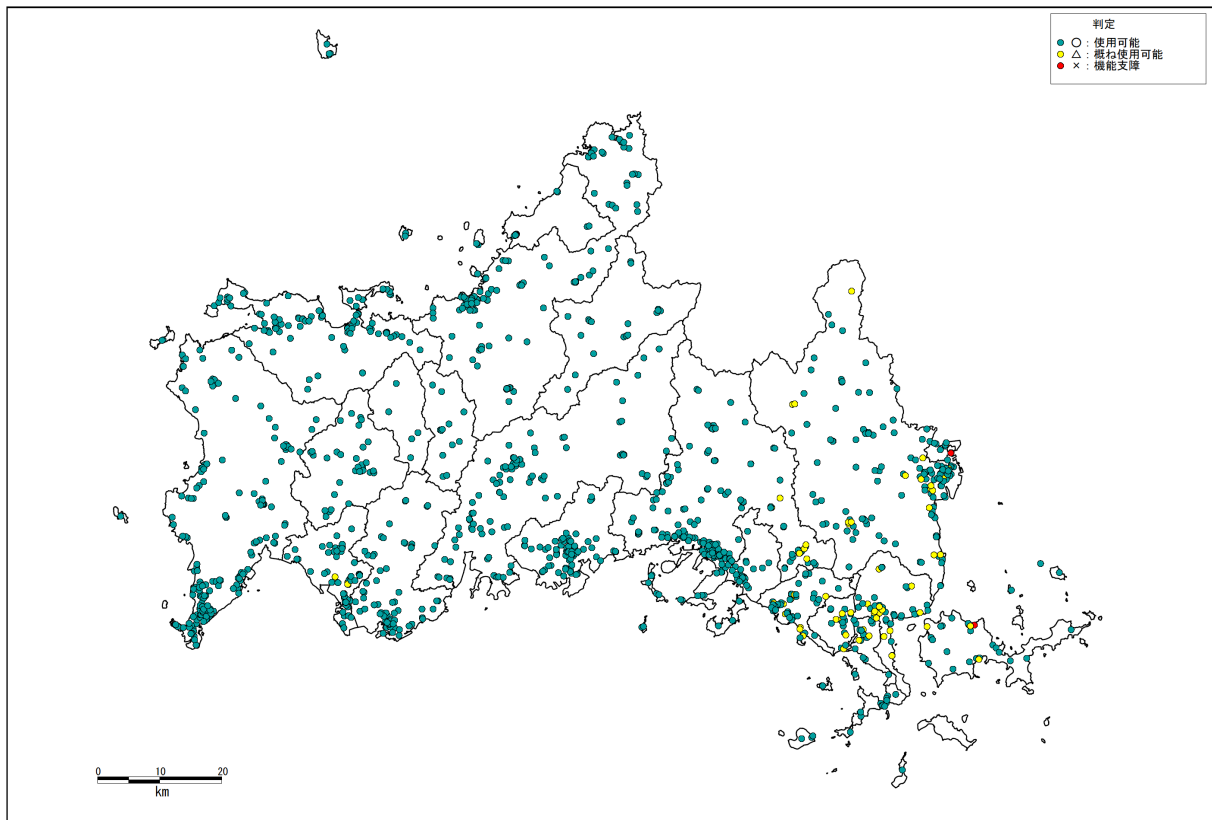 判定
○ : 使用可能
△ : 概ね使用可能
× : 機能支障
0 10 20
km